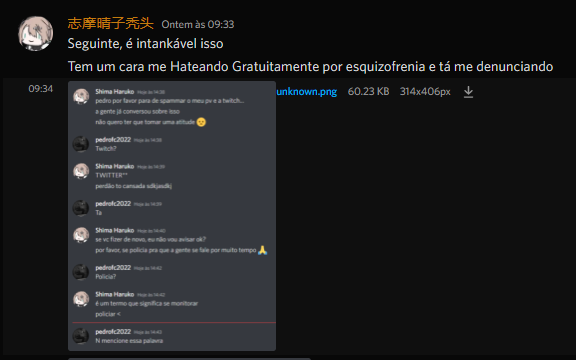 志摩晴子禿头 Ontem às 09:33
Seguinte, é intankável isso
Tem um cara me Hateando Gratuitamente por esquizofrenia e tá me denunciando
09:34
unknown.png 60.23 KB 314x406px
Shima Haruko Hoje às 14:38
pedro por favor para de spammar o meu pv e a twitch...
a gente já conversou sobre isso
não quero ter que tomar uma atitude
pedrofc2022 Hoje às 14:38
Twitch?
Shima Haruko Hoje às 14:39
TWITTER**
perdão to cansada sdkjasdkj
pedrofc2022 Hoje às 14:39
Ta
Shima Haruko Hoje às 14:40
se vc fizer de novo, eu não vou avisar ok?
por favor, se policia pra que a gente se fale por muito tempo 🙏
pedrofc2022 Hoje às 14:42
Policia?
Shima Haruko Hoje às 14:42
é um termo que significa se monitorar
policiar <
pedrofc2022 Hoje às 14:43
N mencione essa palavra